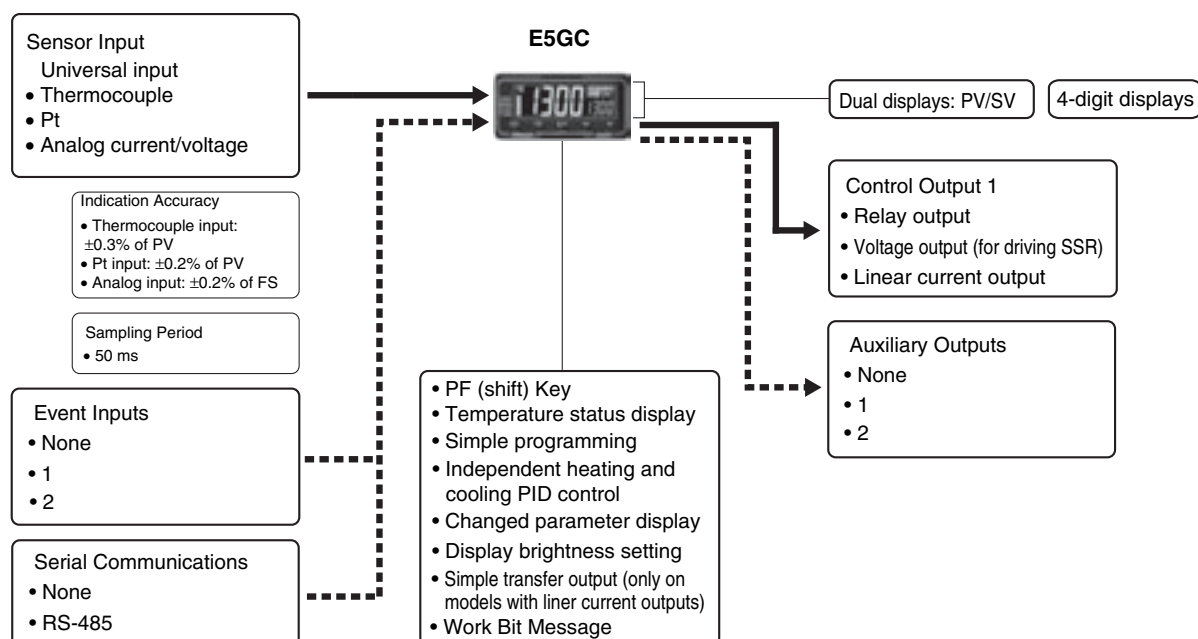 Sensor Input
Universal input
• Thermocouple
• Pt
• Analog current/voltage
Indication Accuracy
• Thermocouple input:
±0.3% of PV
• Pt input: ±0.2% of PV
• Analog input: ±0.2% of FS
Sampling Period
• 50 ms
Event Inputs
• None
• 1
• 2
Serial Communications
• None
• RS-485
E5GC
1300
• PF (shift) Key
• Temperature status display
• Simple programming
• Independent heating and
cooling PID control
• Changed parameter display
• Display brightness setting
• Simple transfer output (only on
models with liner current outputs)
• Work Bit Message
Dual displays: PV/SV
4-digit displays
Control Output 1
• Relay output
• Voltage output (for driving SSR)
• Linear current output
Auxiliary Outputs
• None
• 1
• 2